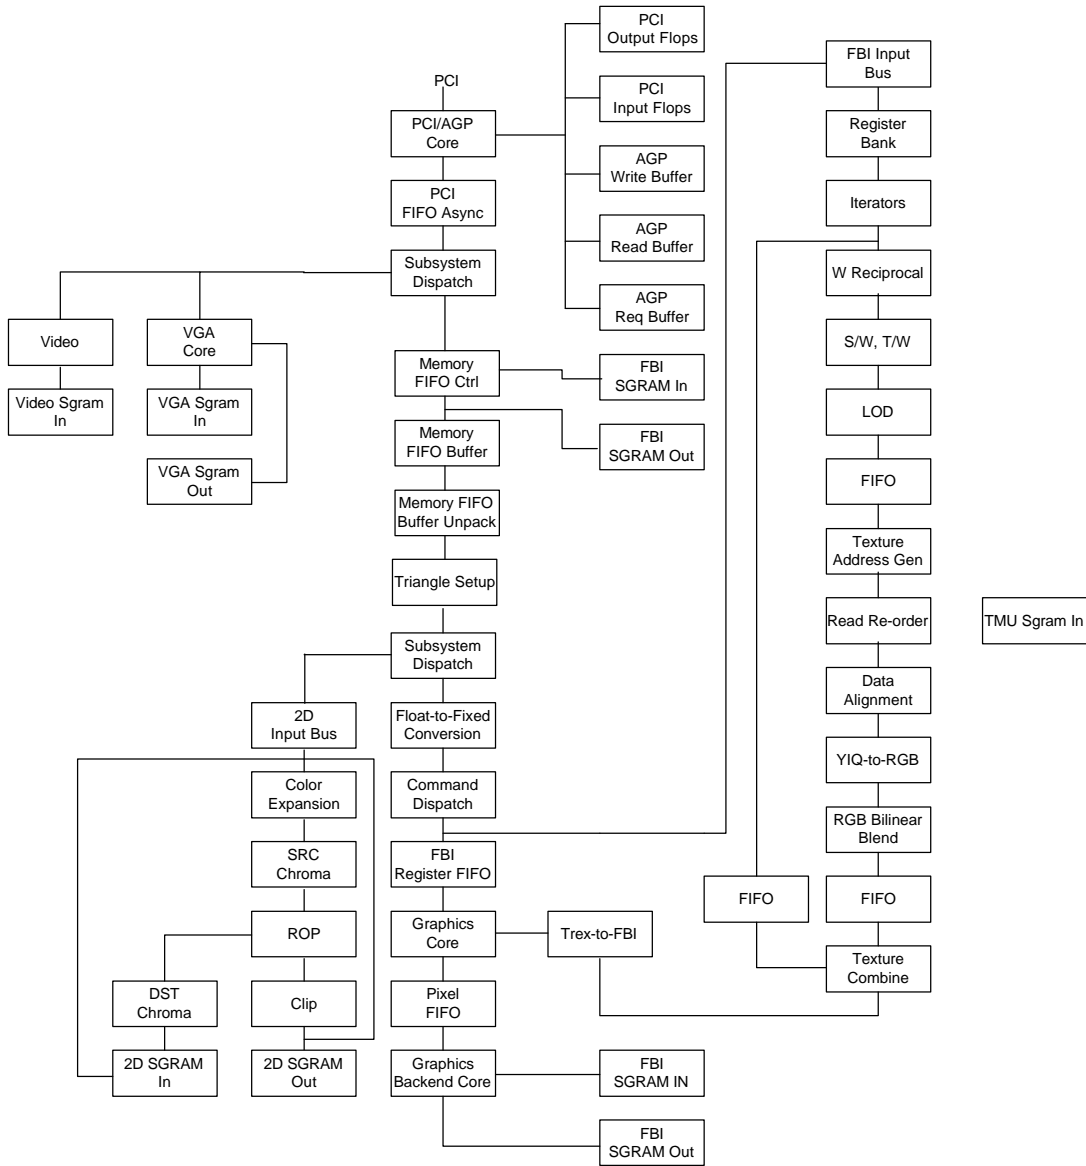 PCI
PCI/AGP
Core
PCI
FIFO Async
Subsystem
Dispatch
Video
Video Sgram
In
VGA
Core
VGA Sgram
In
VGA Sgram
Out
PCI
Output Flops
PCI
Input Flops
AGP
Write Buffer
AGP
Read Buffer
AGP
Req Buffer
Memory
FIFO Ctrl
FBI
SGRAM In
Memory
FIFO Buffer
FBI
SGRAM Out
Memory FIFO
Buffer Unpack
Triangle Setup
Subsystem
Dispatch
2D
Input Bus
Color
Expansion
SRC
Chroma
ROP
DST
Chroma
Clip
2D SGRAM
In
2D SGRAM
Out
Float-to-Fixed
Conversion
Command
Dispatch
FBI
Register FIFO
Graphics
Core
Trex-to-FBI
Pixel
FIFO
Graphics
Backend Core
FBI
SGRAM IN
FBI
SGRAM Out
FBI Input
Bus
Register
Bank
Iterators
W Reciprocal
S/W, T/W
LOD
FIFO
Texture
Address Gen
Read Re-order
TMU Sgram In
Data
Alignment
YIQ-to-RGB
RGB Bilinear
Blend
FIFO
FIFO
Texture
Combine